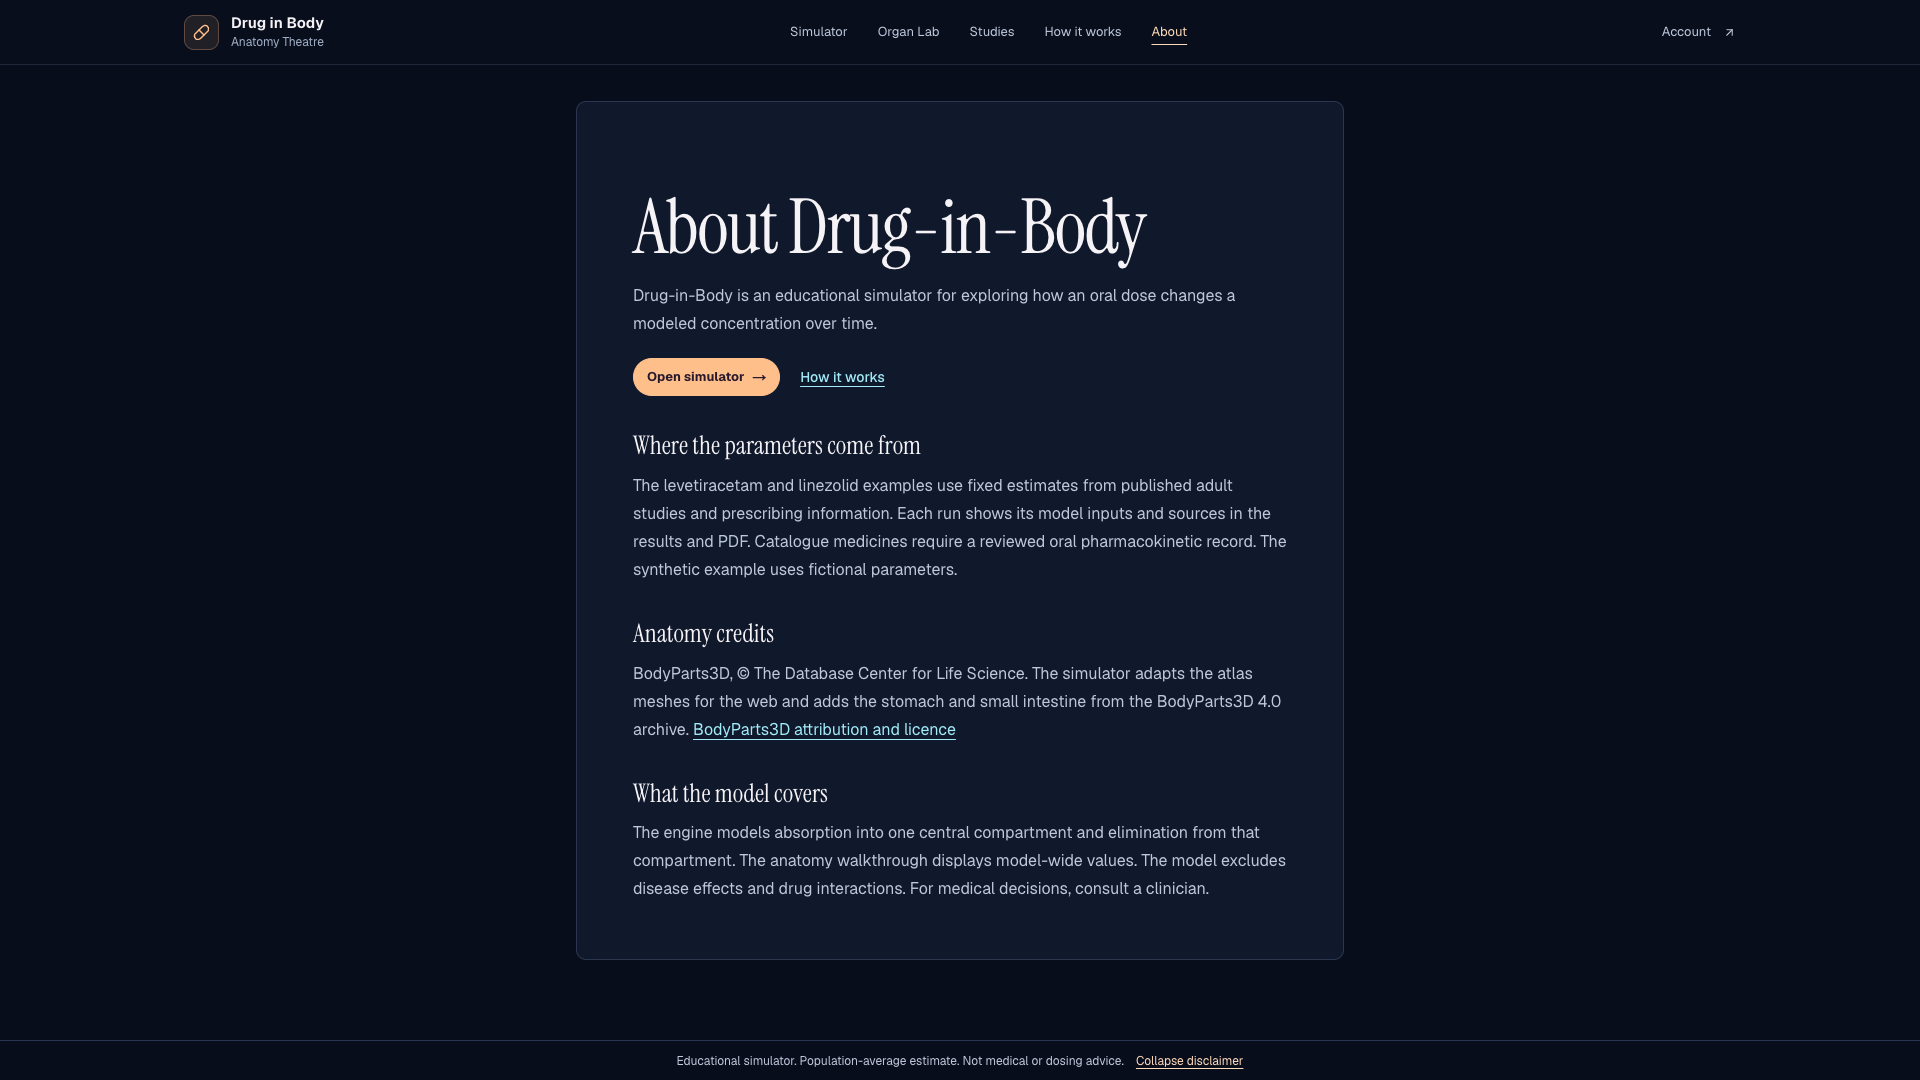 Drug in Body
Anatomy Theatre
Simulator
Organ Lab
Studies
How it works
About
Account
About Drug-in-Body
Drug-in-Body is an educational simulator for exploring how an oral dose changes a
modeled concentration over time.
Open simulator →
How it works
Where the parameters come from
The levetiracetam and linezolid examples use fixed estimates from published adult
studies and prescribing information. Each run shows its model inputs and sources in the
results and PDF. Catalogue medicines require a reviewed oral pharmacokinetic record. The
synthetic example uses fictional parameters.
Anatomy credits
BodyParts3D, © The Database Center for Life Science. The simulator adapts the atlas
meshes for the web and adds the stomach and small intestine from the BodyParts3D 4.0
archive. BodyParts3D attribution and licence
What the model covers
The engine models absorption into one central compartment and elimination from that
compartment. The anatomy walkthrough displays model-wide values. The model excludes
disease effects and drug interactions. For medical decisions, consult a clinician.
Educational simulator. Population-average estimate. Not medical or dosing advice. Collapse disclaimer